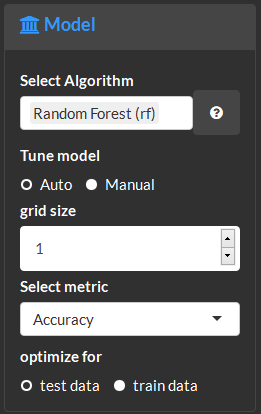 Model
Select Algorithm
Random Forest (rf)
Tune model
Auto Manual
grid size
1
Select metric
Accuracy
optimize for
test data train data